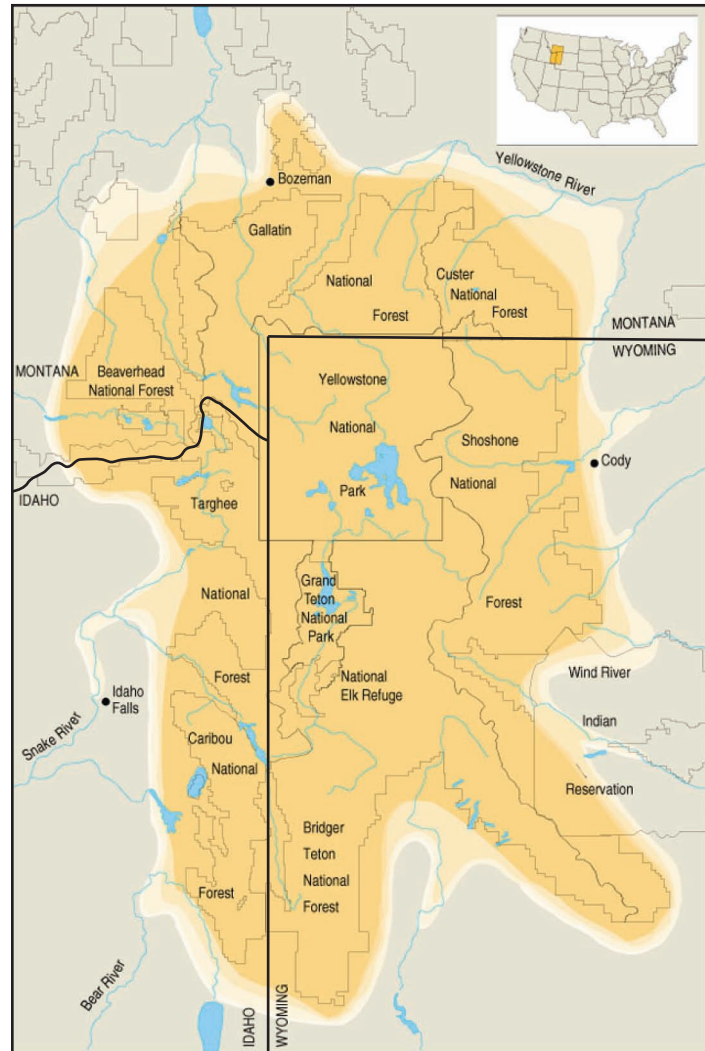 Yellowstone River
Bozeman
Gallatin
National
Forest
Custer
National
Forest
MONTANA
WYOMING
MONTANA
Beaverhead
National Forest
IDAHO
Yellowstone
National
Park
Shoshone
National
Forest
Cody
Targhee
National
Forest
Grand
Teton
National
Park
National
Elk Refuge
Wind River
Indian
Reservation
Idaho
Falls
Snake River
Caribou
National
Forest
Bridger
Teton
National
Forest
Bear River
IDAHO
WYOMING